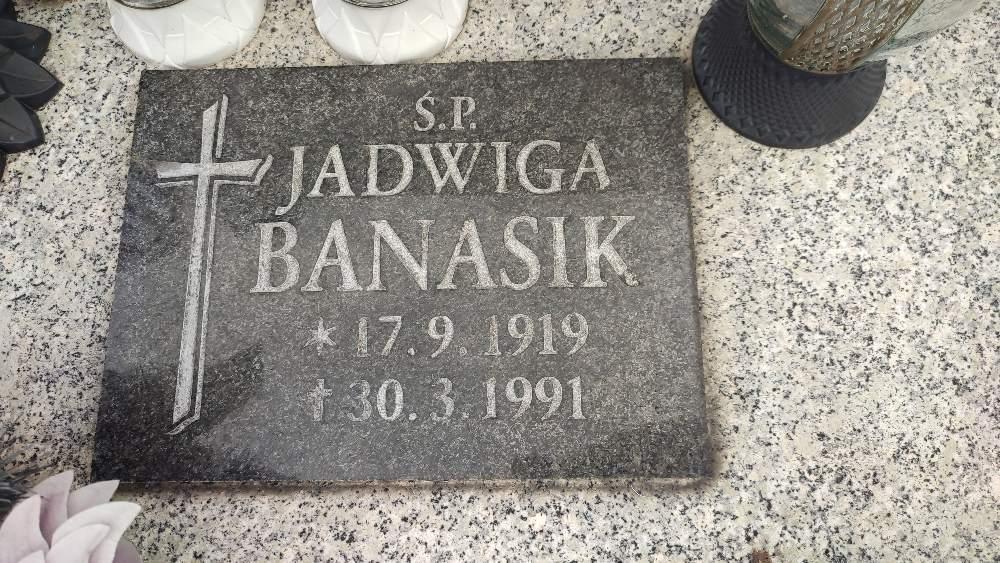 Ś.P.
JADWIGA
BANASIK
* 17.9.1919
† 30.3.1991